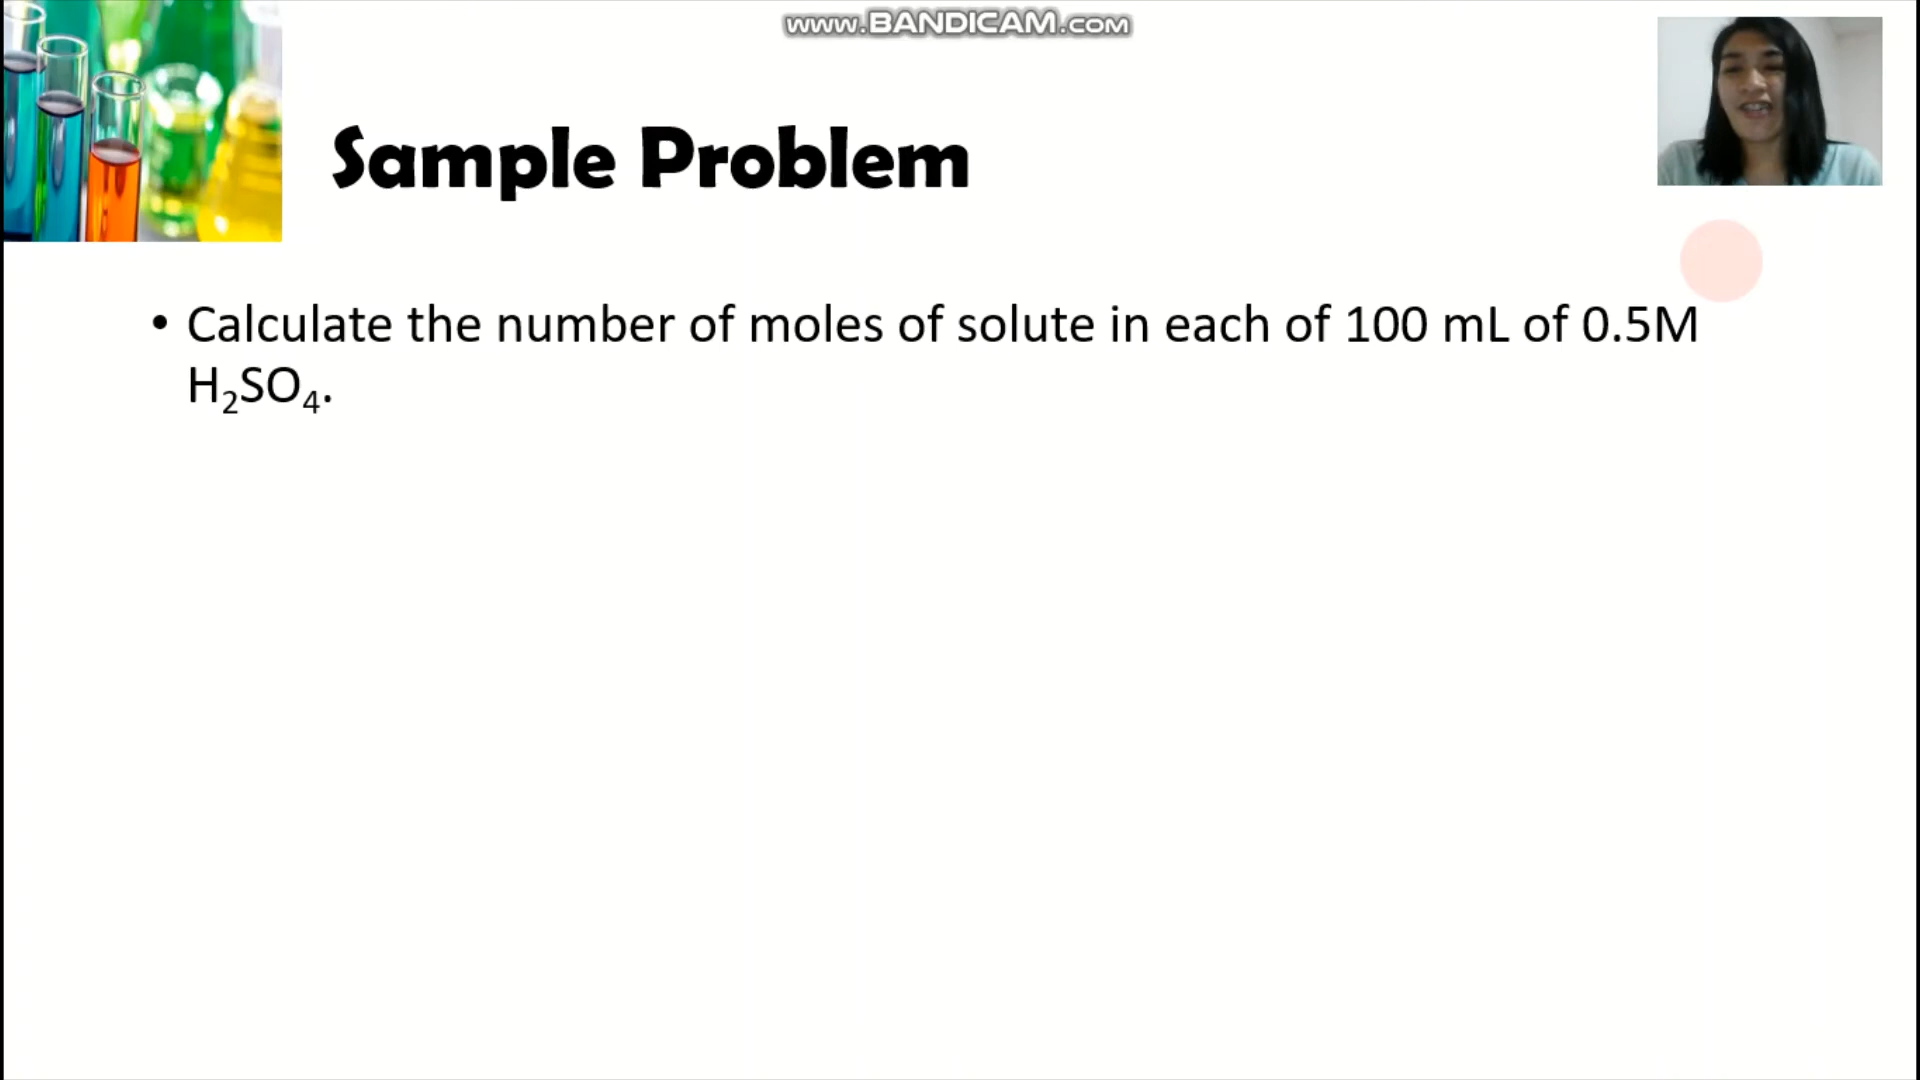 www.BANDICAM.com
Sample Problem
• Calculate the number of moles of solute in each of 100 mL of 0.5M
H₂SO₄.